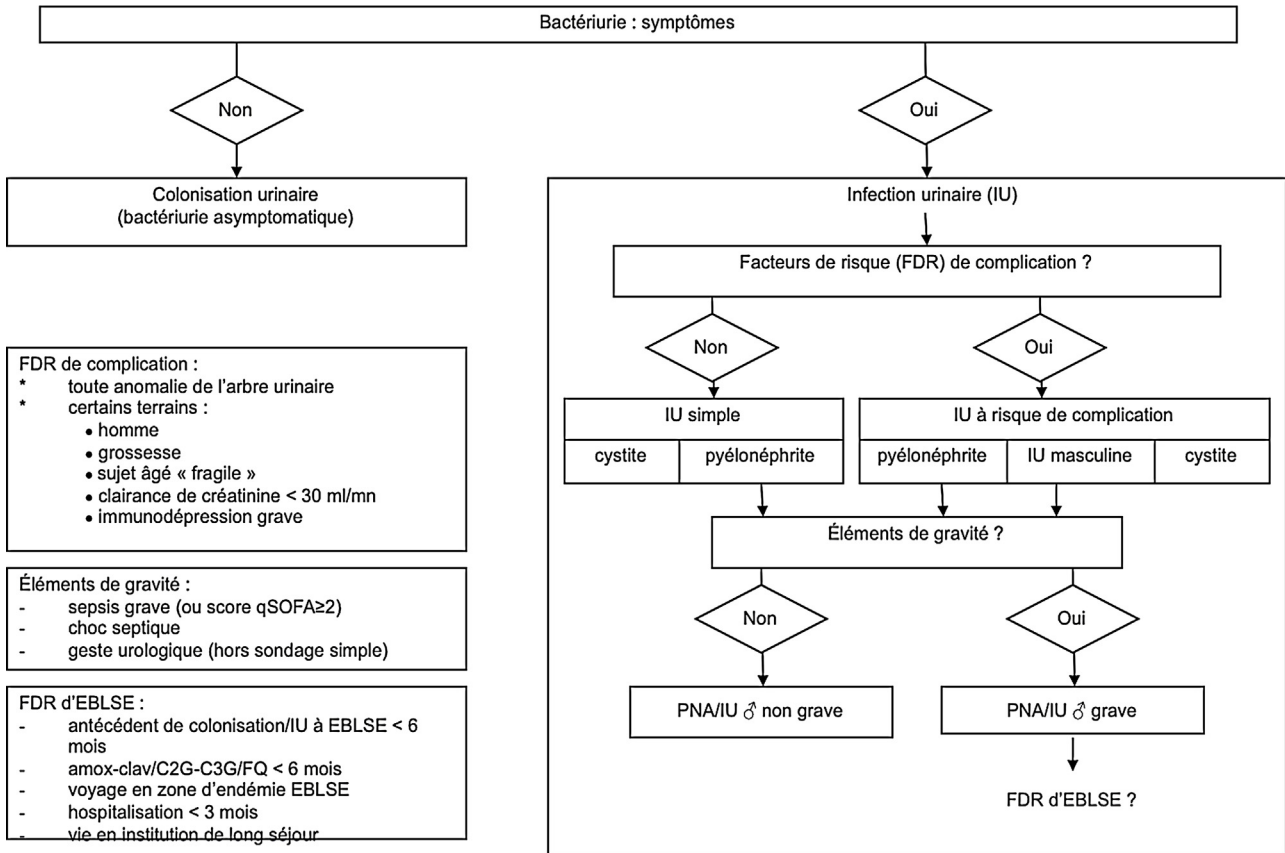 Bactériurie : symptômes
Non
Oui
Colonisation urinaire
(bactériurie asymptomatique)
Infection urinaire (IU)
Facteurs de risque (FDR) de complication ?
Non
Oui
IU simple
cystite
pyélonéphrite
IU à risque de complication
pyélonéphrite
IU masculine
cystite
Éléments de gravité ?
Non
Oui
PNA/IU ♂ non grave
PNA/IU ♂ grave
FDR d'EBLSE ?
FDR de complication :
* toute anomalie de l'arbre urinaire
* certains terrains :
• homme
• grossesse
• sujet âgé « fragile »
• clairance de créatinine < 30 ml/mn
• immunodépression grave
Éléments de gravité :
- sepsis grave (ou score qSOFA≥2)
- choc septique
- geste urologique (hors sondage simple)
FDR d'EBLSE :
- antécédent de colonisation/IU à EBLSE < 6
mois
- amox-clav/C2G-C3G/FQ < 6 mois
- voyage en zone d'endémie EBLSE
- hospitalisation < 3 mois
- vie en institution de long séjour